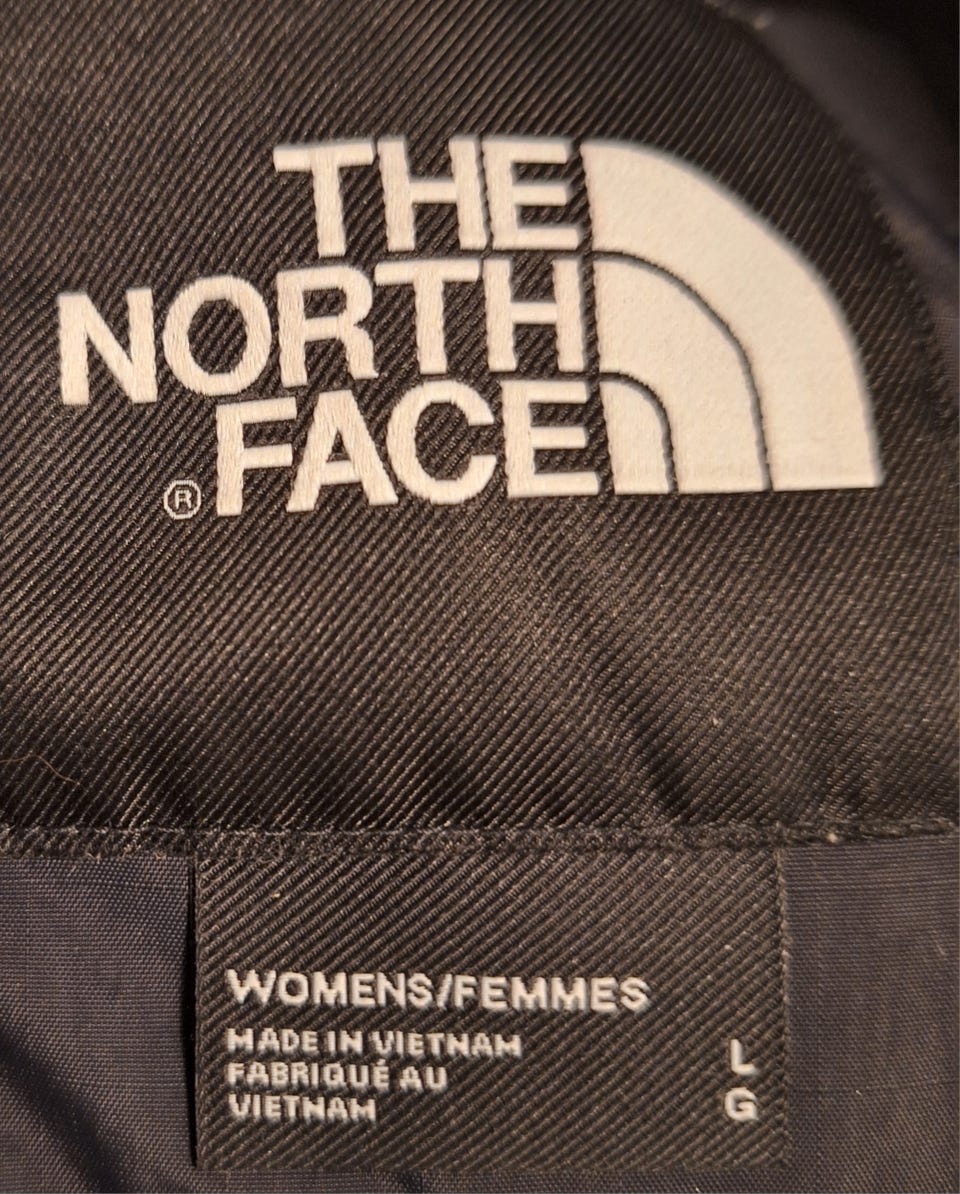 THE
NORTH
FACE
®
WOMENS/FEMMES
MADE IN VIETNAM
FABRIQUÉ AU
VIETNAM
L
G